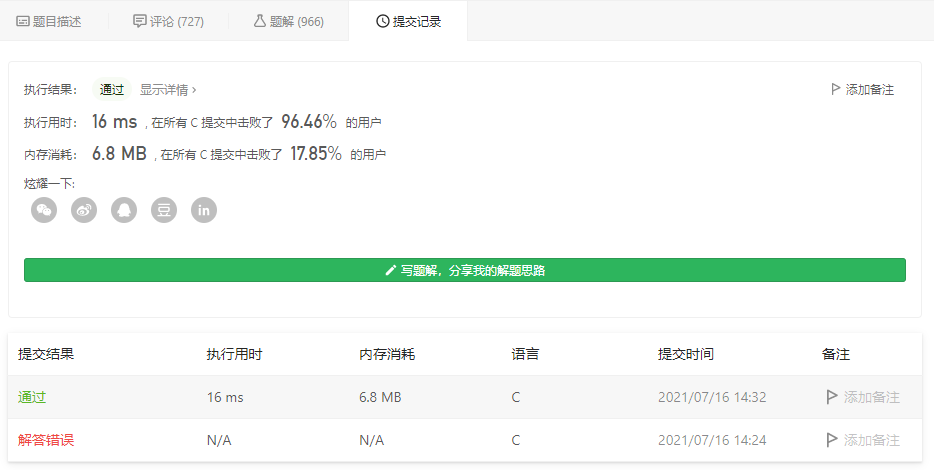 题目描述 评论 (727) 题解 (966) 提交记录
执行结果： 通过 显示详情 › 添加备注
执行用时： 16 ms , 在所有 C 提交中击败了 96.46% 的用户
内存消耗： 6.8 MB , 在所有 C 提交中击败了 17.85% 的用户
炫耀一下:
豆 in
写题解，分享我的解题思路
提交结果 执行用时 内存消耗 语言 提交时间 备注
通过 16 ms 6.8 MB C 2021/07/16 14:32 添加备注
解答错误 N/A N/A C 2021/07/16 14:24 添加备注